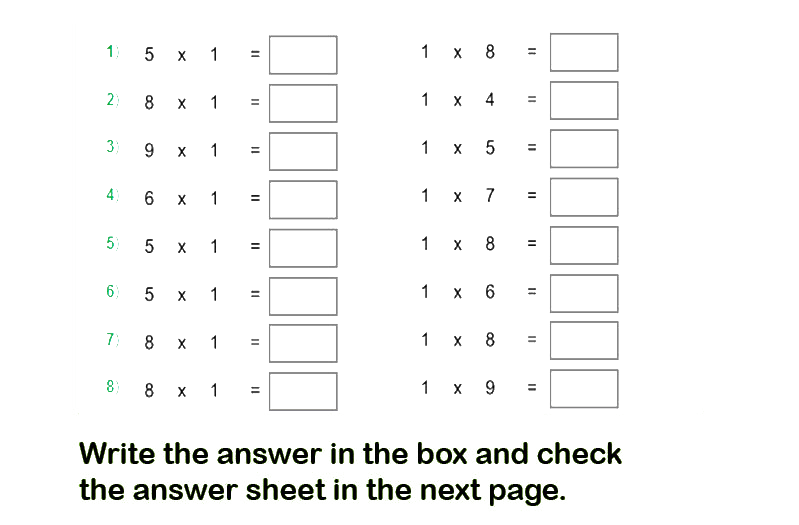 1) 5 x 1 = 1 x 8 =
2) 8 x 1 = 1 x 4 =
3) 9 x 1 = 1 x 5 =
4) 6 x 1 = 1 x 7 =
5) 5 x 1 = 1 x 8 =
6) 5 x 1 = 1 x 6 =
7) 8 x 1 = 1 x 8 =
8) 8 x 1 = 1 x 9 =
Write the answer in the box and check
the answer sheet in the next page.